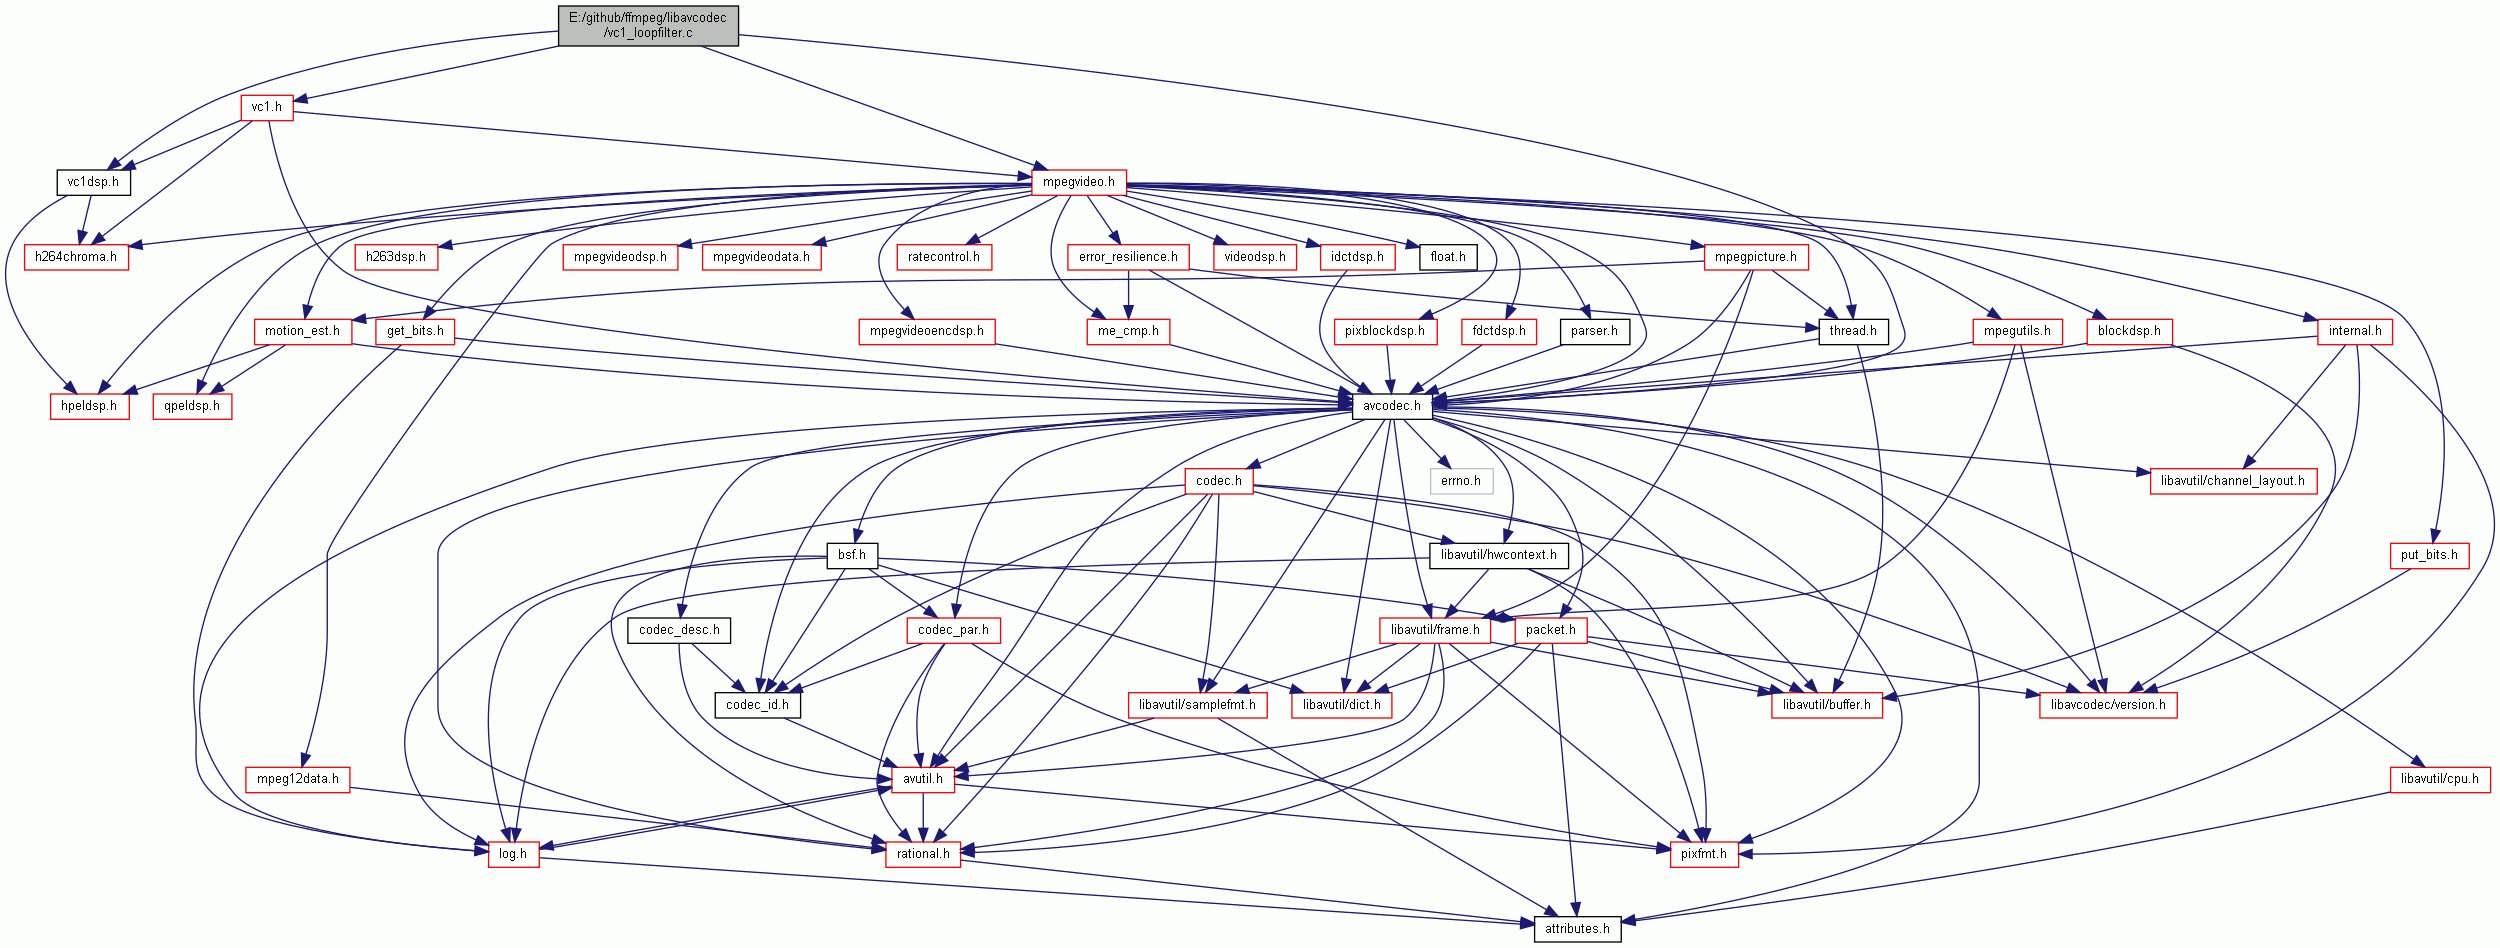 E:/github/ffmpeg/libavcodec
/vc1_loopfilter.c
vc1.h
vc1dsp.h
mpegvideo.h
h264chroma.h
h263dsp.h
mpegvideodsp.h
mpegvideodata.h
ratecontrol.h
error_resilience.h
videodsp.h
idctdsp.h
float.h
mpegpicture.h
motion_est.h
get_bits.h
mpegvideoencdsp.h
me_cmp.h
pixblockdsp.h
fdctdsp.h
parser.h
thread.h
mpegutils.h
blockdsp.h
internal.h
hpeldsp.h
qpeldsp.h
avcodec.h
codec.h
errno.h
libavutil/channel_layout.h
bsf.h
libavutil/hwcontext.h
put_bits.h
codec_desc.h
codec_par.h
libavutil/frame.h
packet.h
codec_id.h
libavutil/samplefmt.h
libavutil/dict.h
libavutil/buffer.h
libavcodec/version.h
mpeg12data.h
avutil.h
libavutil/cpu.h
log.h
rational.h
pixfmt.h
attributes.h